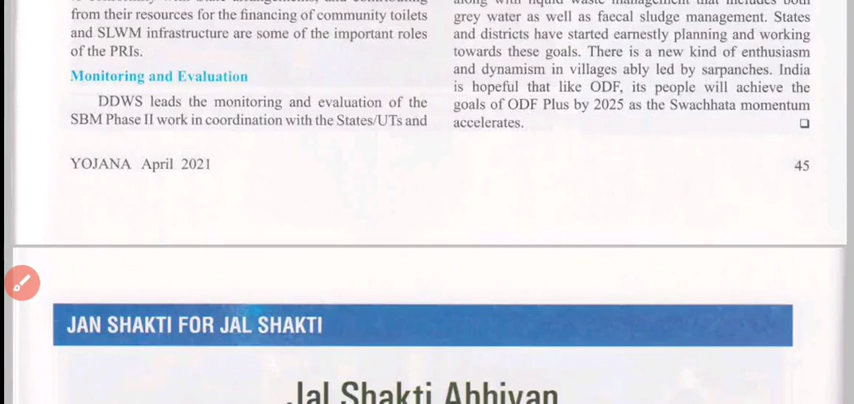 from their resources for the financing of community toilets
and SLWM infrastructure are some of the important roles
of the PRIs.
Monitoring and Evaluation
DDWS leads the monitoring and evaluation of the
SBM Phase II work in coordination with the States/UTs and
grey water as well as faecal sludge management. States
and districts have started earnestly planning and working
towards these goals. There is a new kind of enthusiasm
and dynamism in villages ably led by sarpanches. India
is hopeful that like ODF, its people will achieve the
goals of ODF Plus by 2025 as the Swachhata momentum
accelerates.
YOJANA April 2021
45
JAN SHAKTI FOR JAL SHAKTI
Jal Shakti Abhiyan